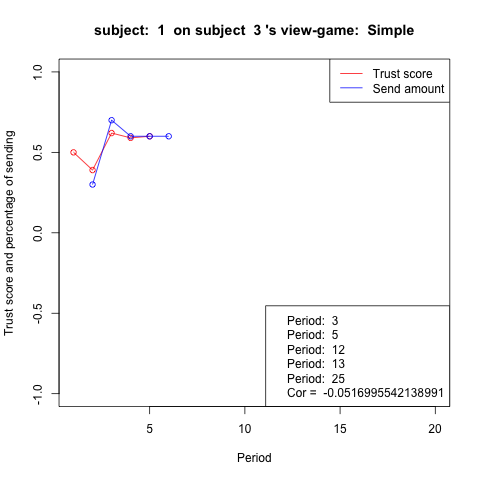 subject:  1  on subject  3 's view-game:  Simple
Trust score
Send amount
Trust score and percentage of sending
1.0
0.5
0.0
-0.5
-1.0
Period:  3
Period:  5
Period:  12
Period:  13
Period:  25
Cor =  -0.0516995542138991
5
10
15
20
Period